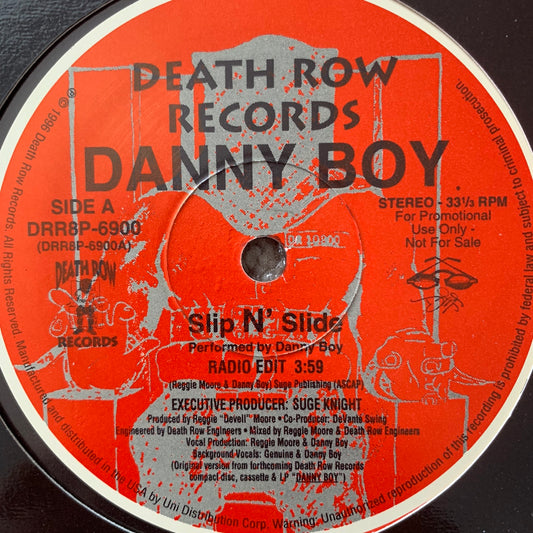 DEATH ROW
RECORDS
DANNY BOY
SIDE A
DRR8P-6900
(DRR8P-6900A)
STEREO - 33⅓ RPM
For Promotional
Use Only -
Not For Sale
DEATH ROW
RECORDS
Slip N' Slide
Performed by Danny Boy
RADIO EDIT 3:59
(Reggie Moore & Danny Boy) Suge Publishing (ASCAP)
EXECUTIVE PRODUCER: SUGE KNIGHT
Produced by Reggie "Devell" Moore • Co-Producer: DeVanté Swing
Engineered by Death Row Engineers • Mixed by Reggie Moore & Death Row Engineers
Vocal Production: Reggie Moore & Danny Boy
Background Vocals: Genuine & Danny Boy
(Original version from forthcoming Death Row Records
compact disc, cassette & LP "DANNY BOY")
℗© 1996 Death Row Records. All Rights Reserved. Manufactured and distributed in the USA by Uni Distribution Corp. Warning: Unauthorized reproduction of this recording is prohibited by federal law and subject to criminal prosecution.